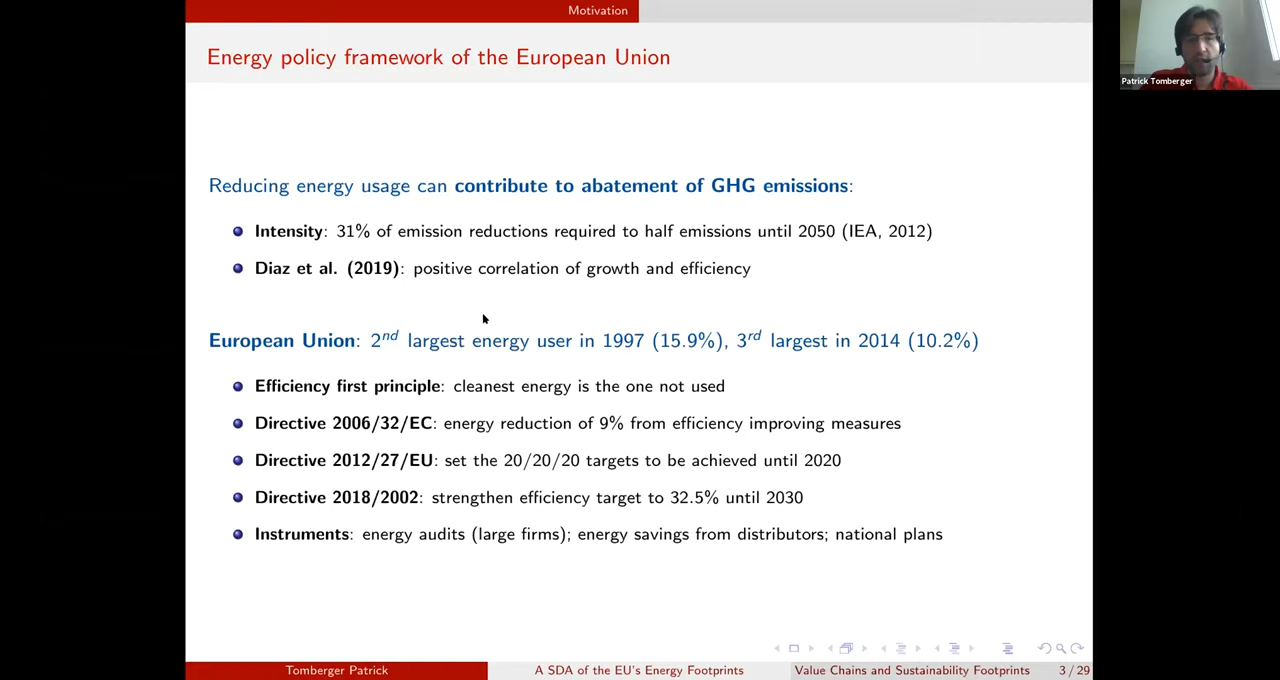 Motivation
Energy policy framework of the European Union
Patrick Tomberger
Reducing energy usage can contribute to abatement of GHG emissions:
Intensity: 31% of emission reductions required to half emissions until 2050 (IEA, 2012)
Diaz et al. (2019): positive correlation of growth and efficiency
European Union: 2nd largest energy user in 1997 (15.9%), 3rd largest in 2014 (10.2%)
Efficiency first principle: cleanest energy is the one not used
Directive 2006/32/EC: energy reduction of 9% from efficiency improving measures
Directive 2012/27/EU: set the 20/20/20 targets to be achieved until 2020
Directive 2018/2002: strengthen efficiency target to 32.5% until 2030
Instruments: energy audits (large firms); energy savings from distributors; national plans
Tomberger Patrick
A SDA of the EU's Energy Footprints
Value Chains and Sustainability Footprints
3 / 29